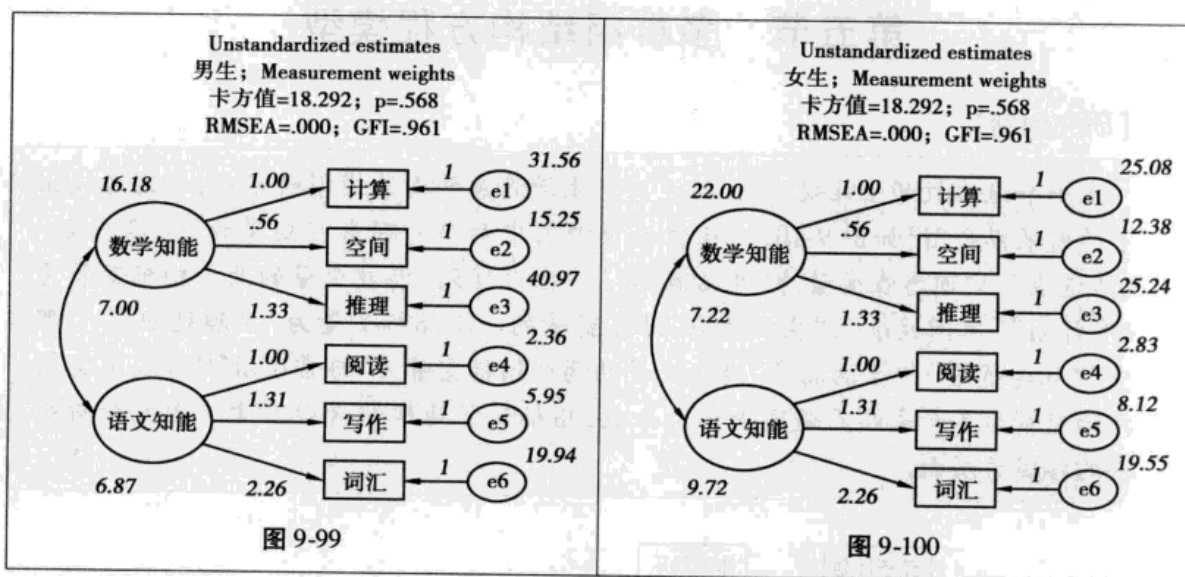 Unstandardized estimates
男生；Measurement weights
卡方值=18.292；p=.568
RMSEA=.000；GFI=.961
16.18
1.00
计算
1
e1
31.56
数学知能
.56
空间
1
e2
15.25
7.00
1.33
推理
1
e3
40.97
1.00
阅读
1
e4
2.36
语文知能
1.31
写作
1
e5
5.95
6.87
2.26
词汇
1
e6
19.94
图 9-99
Unstandardized estimates
女生；Measurement weights
卡方值=18.292；p=.568
RMSEA=.000；GFI=.961
22.00
1.00
计算
1
e1
25.08
数学知能
.56
空间
1
e2
12.38
7.22
1.33
推理
1
e3
25.24
1.00
阅读
1
e4
2.83
语文知能
1.31
写作
1
e5
8.12
9.72
2.26
词汇
1
e6
19.55
图 9-100